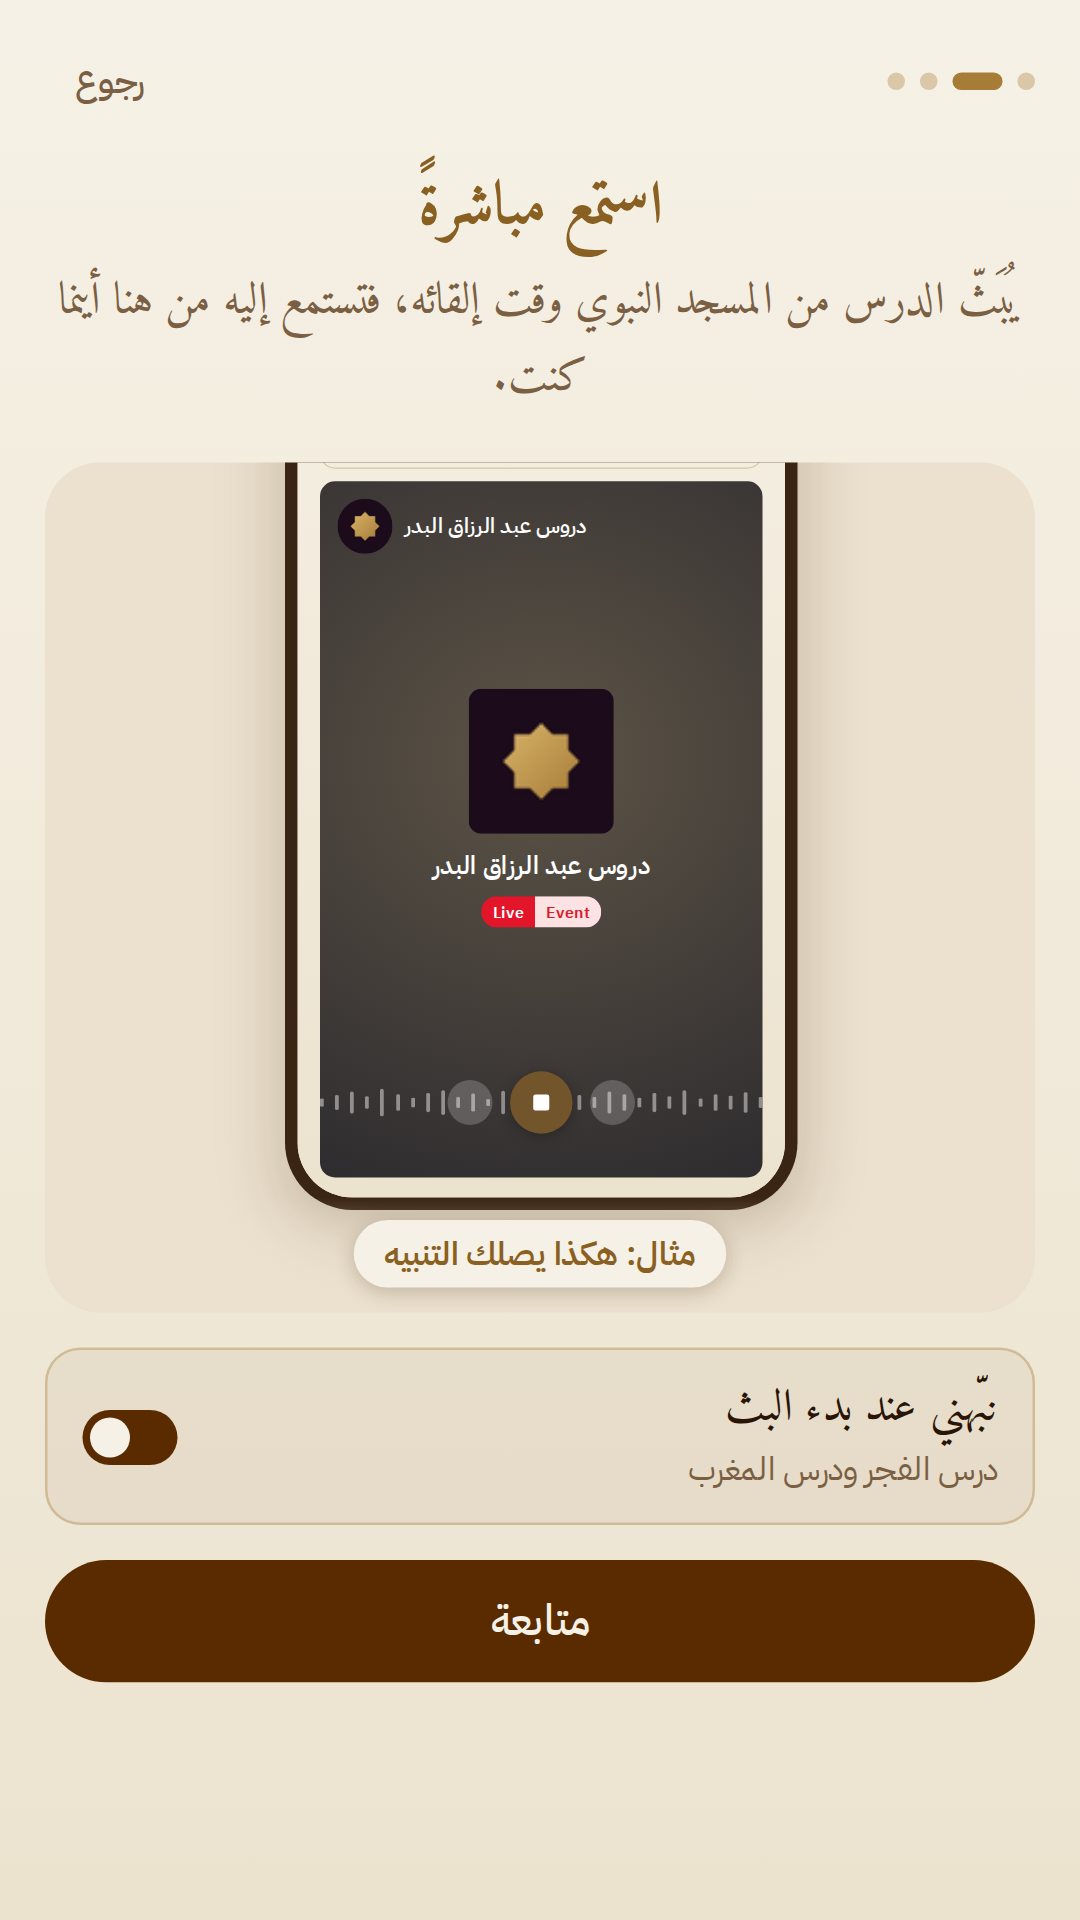 رجوع
استمع مباشرةً
يُبَثّ الدرس من المسجد النبوي وقت إلقائه، فتستمع إليه من هنا أينما
كنت.
دروس عبد الرزاق البدر
دروس عبد الرزاق البدر
Live Event
مثال: هكذا يصلك التنبيه
نبّهني عند بدء البث
درس الفجر ودرس المغرب
متابعة